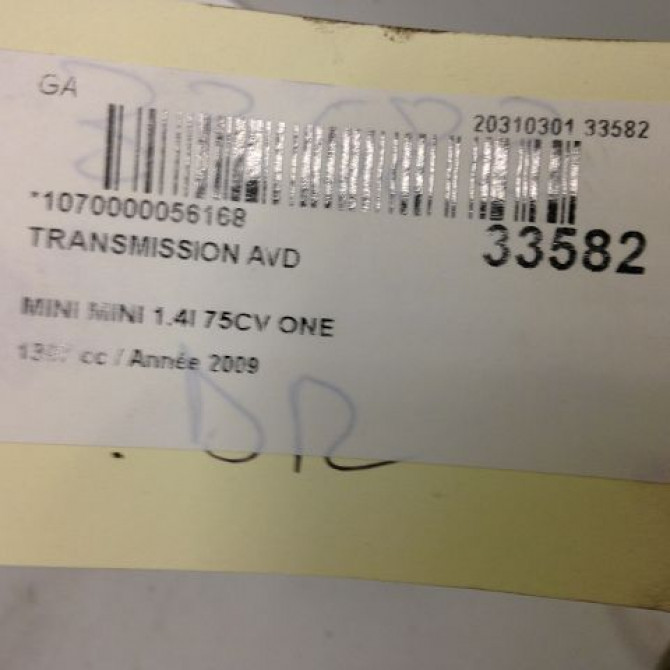 GA
20310301 33582
*1070000056168
33582
TRANSMISSION AVD
MINI MINI 1.4I 75CV ONE
cc / Année 2009